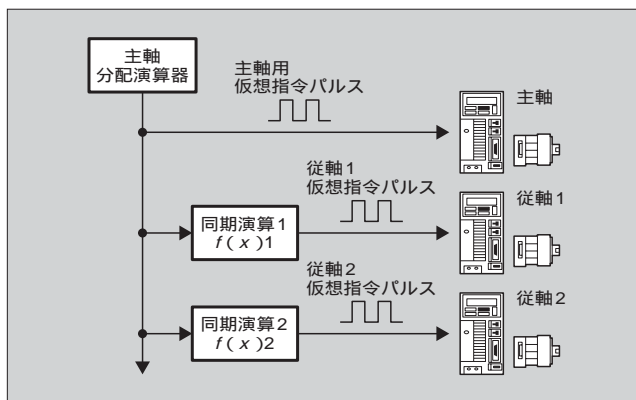 主軸
分配演算器
主軸用
仮想指令パルス
主軸
従軸1
仮想指令パルス
従軸1
同期演算1
f(x)1
従軸2
仮想指令パルス
従軸2
同期演算2
f(x)2